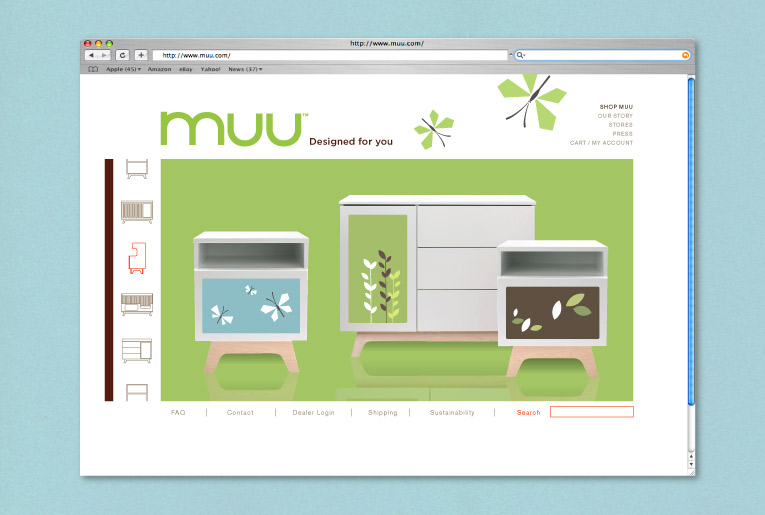 http://www.muu.com/
http://www.muu.com/
Apple (45) Amazon eBay Yahoo! News (37)
muu™ Designed for you
SHOP MUU
OUR STORY
STORES
PRESS
CART / MY ACCOUNT
FAQ | Contact | Dealer Login | Shipping | Sustainability | Search